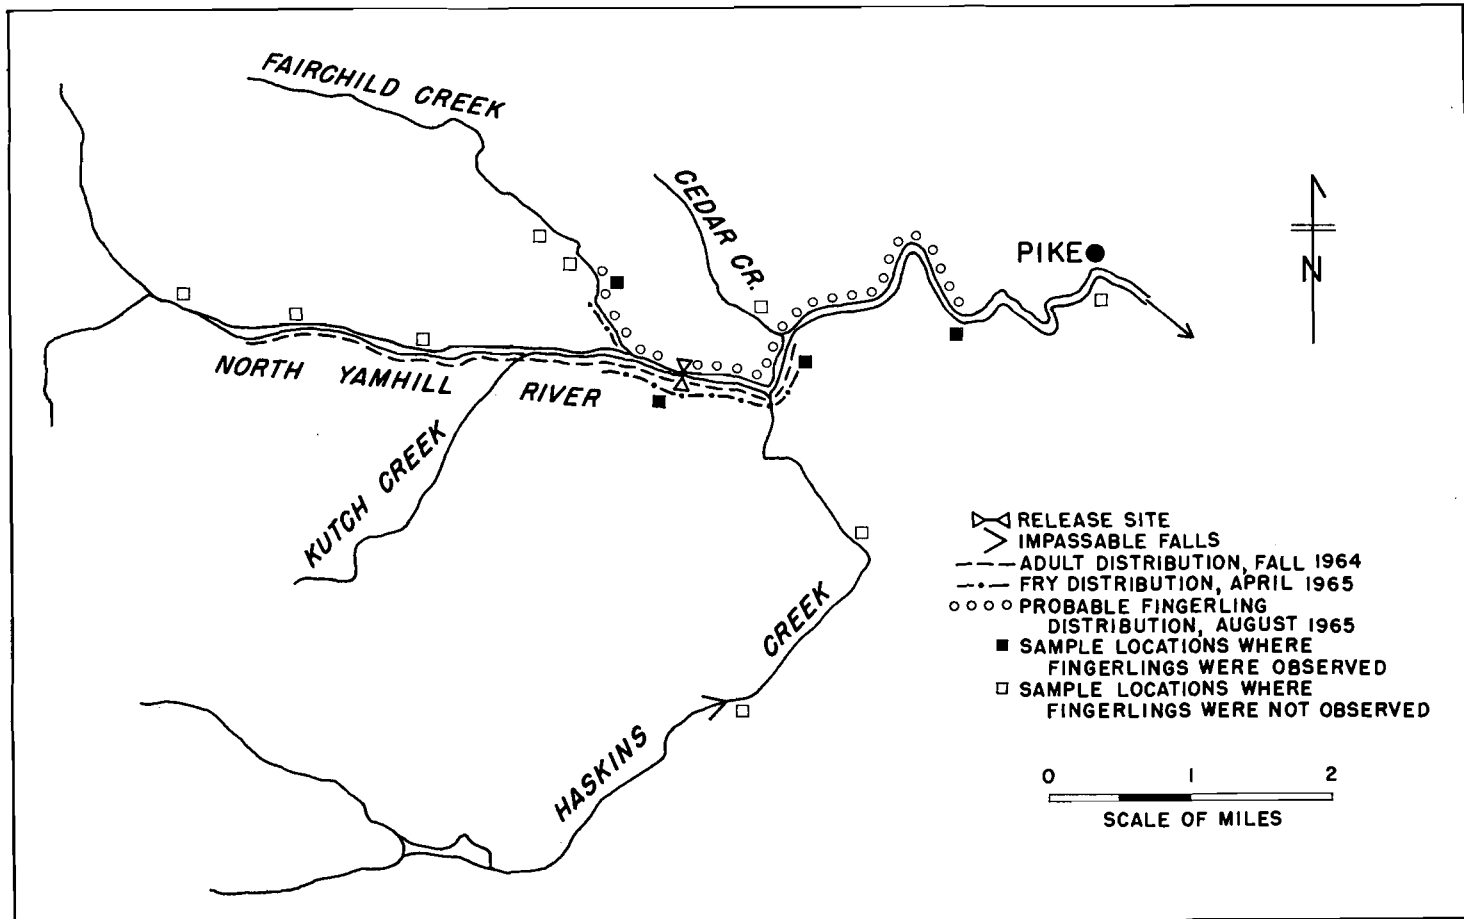 FAIRCHILD CREEK
CEDAR CR.
PIKE
N
NORTH YAMHILL RIVER
KUTCH CREEK
HASKINS CREEK
RELEASE SITE
IMPASSABLE FALLS
ADULT DISTRIBUTION, FALL 1964
FRY DISTRIBUTION, APRIL 1965
PROBABLE FINGERLING
DISTRIBUTION, AUGUST 1965
SAMPLE LOCATIONS WHERE
FINGERLINGS WERE OBSERVED
SAMPLE LOCATIONS WHERE
FINGERLINGS WERE NOT OBSERVED
0 1 2
SCALE OF MILES